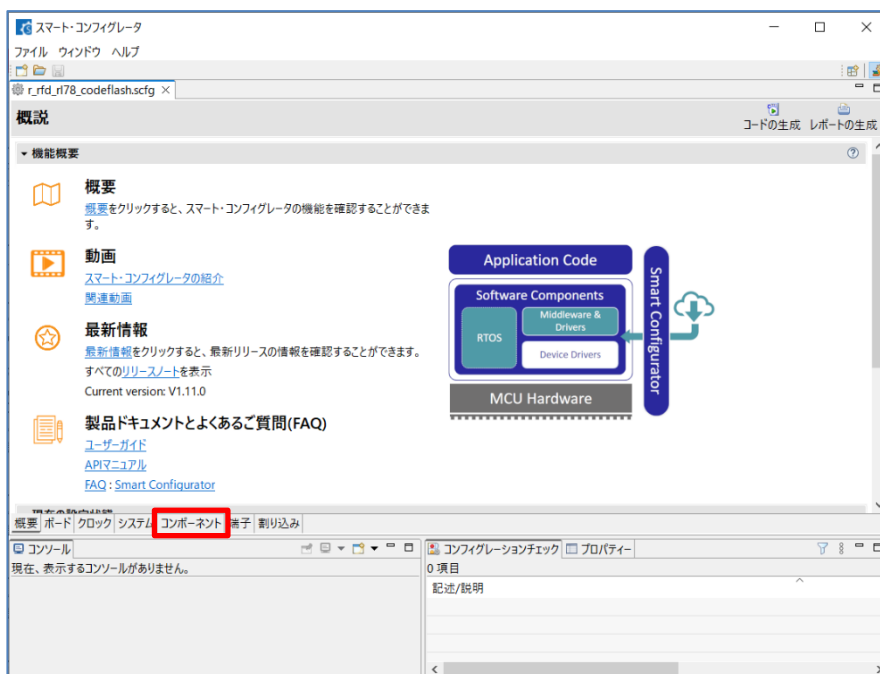 スマート・コンフィグレータ
ファイル ウィンドウ ヘルプ
r_rfd_rl78_codeflash.scfg
概説
コードの生成 レポートの生成
機能概要
概要
概要をクリックすると、スマート・コンフィグレータの機能を確認することができま
す。
動画
スマート・コンフィグレータの紹介
関連動画
最新情報
最新情報をクリックすると、最新リリースの情報を確認することができます。
すべてのリリースノートを表示
Current version: V1.11.0
製品ドキュメントとよくあるご質問(FAQ)
ユーザーガイド
APIマニュアル
FAQ : Smart Configurator
Application Code
Software Components
RTOS
Middleware &
Drivers
Device Drivers
MCU Hardware
Smart Configurator
現在の設定状態
概要 ボード クロック システム コンポーネント 端子 割り込み
コンソール
現在、表示するコンソールがありません。
コンフィグレーションチェック プロパティー
0 項目
記述/説明